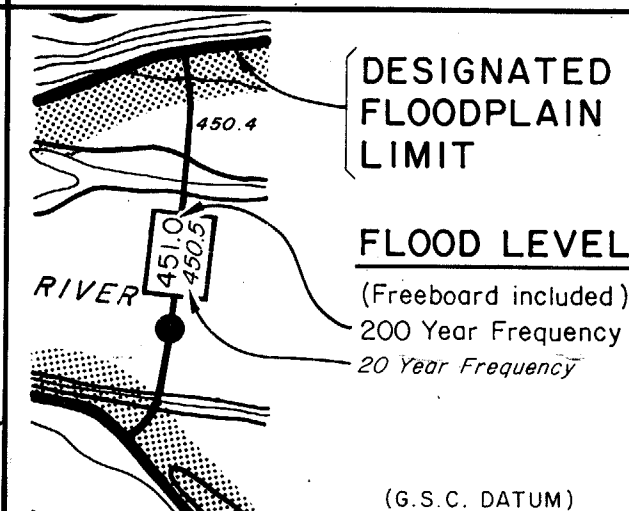 DESIGNATED
FLOODPLAIN
LIMIT
450.4
451.0
450.5
RIVER
FLOOD LEVEL
(Freeboard included)
200 Year Frequency
20 Year Frequency
(G.S.C. DATUM)